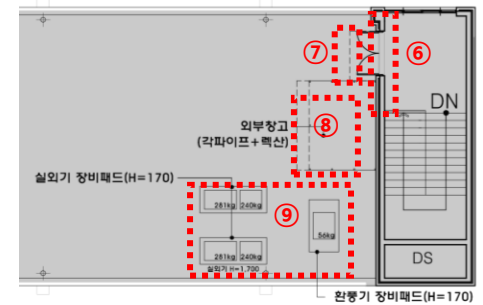 ⑦
⑥
DN
외부창고
(각파이프+렉산)
⑧
실외기 장비패드(H=170)
281kg 240kg
⑨
56kg
281kg 240kg
실외기 H=1,700
DS
환풍기 장비패드(H=170)